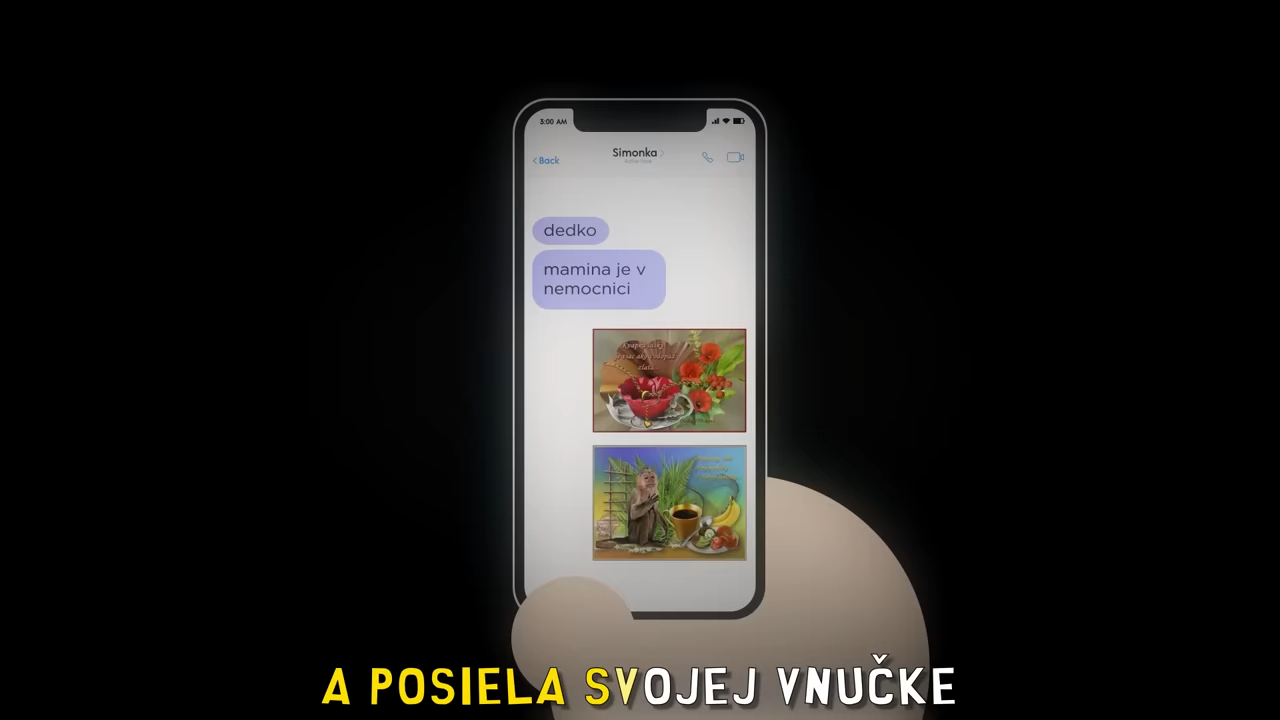 3:00 AM
Back
Simonka
dedko
mamina je v
nemocnici
A POSIELA SVOJEJ VNUČKE